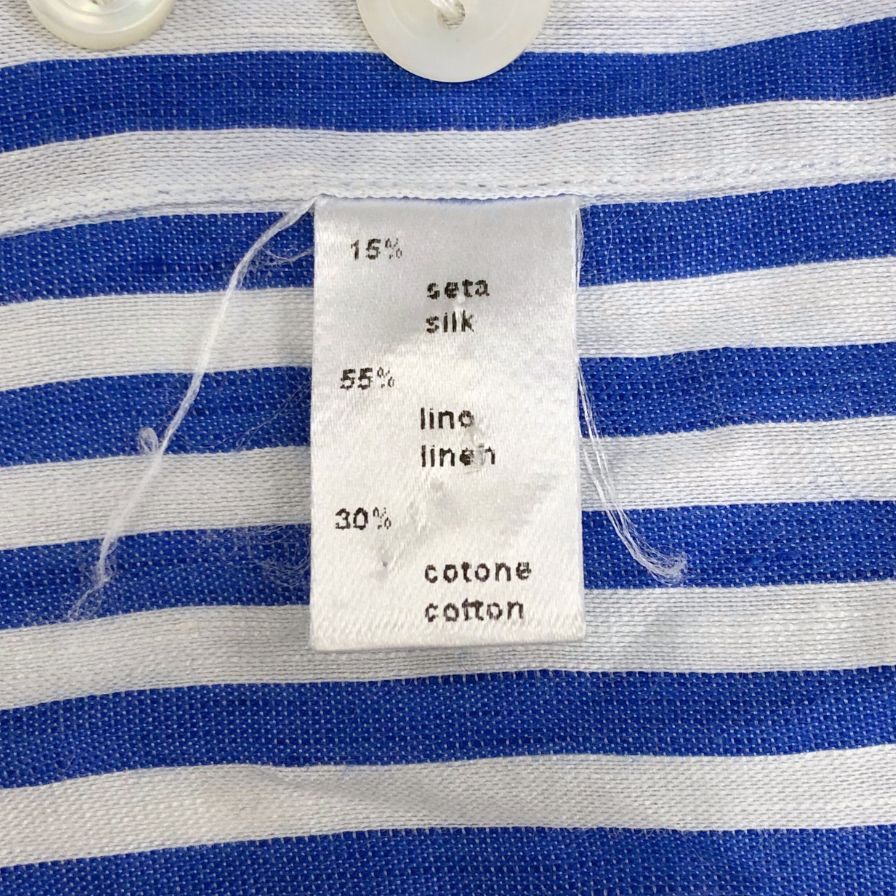 15%
seta
silk
55%
lino
linen
30%
cotone
cotton